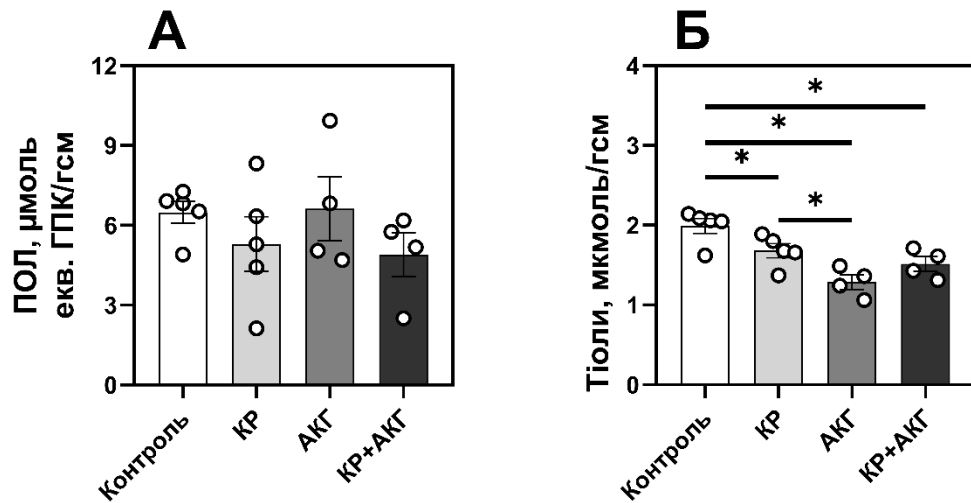 А
ПОЛ, µмоль
екв. ГПК/гсм
12
9
6
3
0
Контроль
КР
АКГ
КР+АКГ
Б
Тіоли, мкмоль/гсм
4
3
2
1
0
*
*
*
*
Контроль
КР
АКГ
КР+АКГ